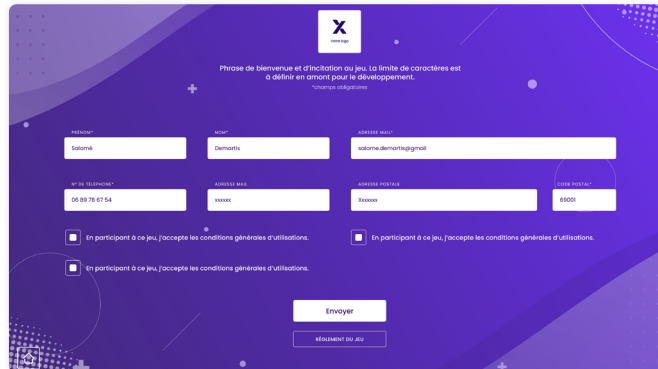 X
votre logo
Phrase de bienvenue et d'incitation au jeu. La limite de caractères est
à définir en amont pour le développement.
*champs obligatoires
PRÉNOM*
NOM*
ADRESSE MAIL*
Salomé
Demartis
salome.demartis@gmail
N° DE TÉLÉPHONE*
ADRESSE MAIL
ADRESSE POSTALE
CODE POSTAL*
06 89 76 67 54
xxxxxx
Xxxxxxx
69001
En participant à ce jeu, j'accepte les conditions générales d'utilisations.
En participant à ce jeu, j'accepte les conditions générales d'utilisations.
En participant à ce jeu, j'accepte les conditions générales d'utilisations.
Envoyer
RÈGLEMENT DU JEU